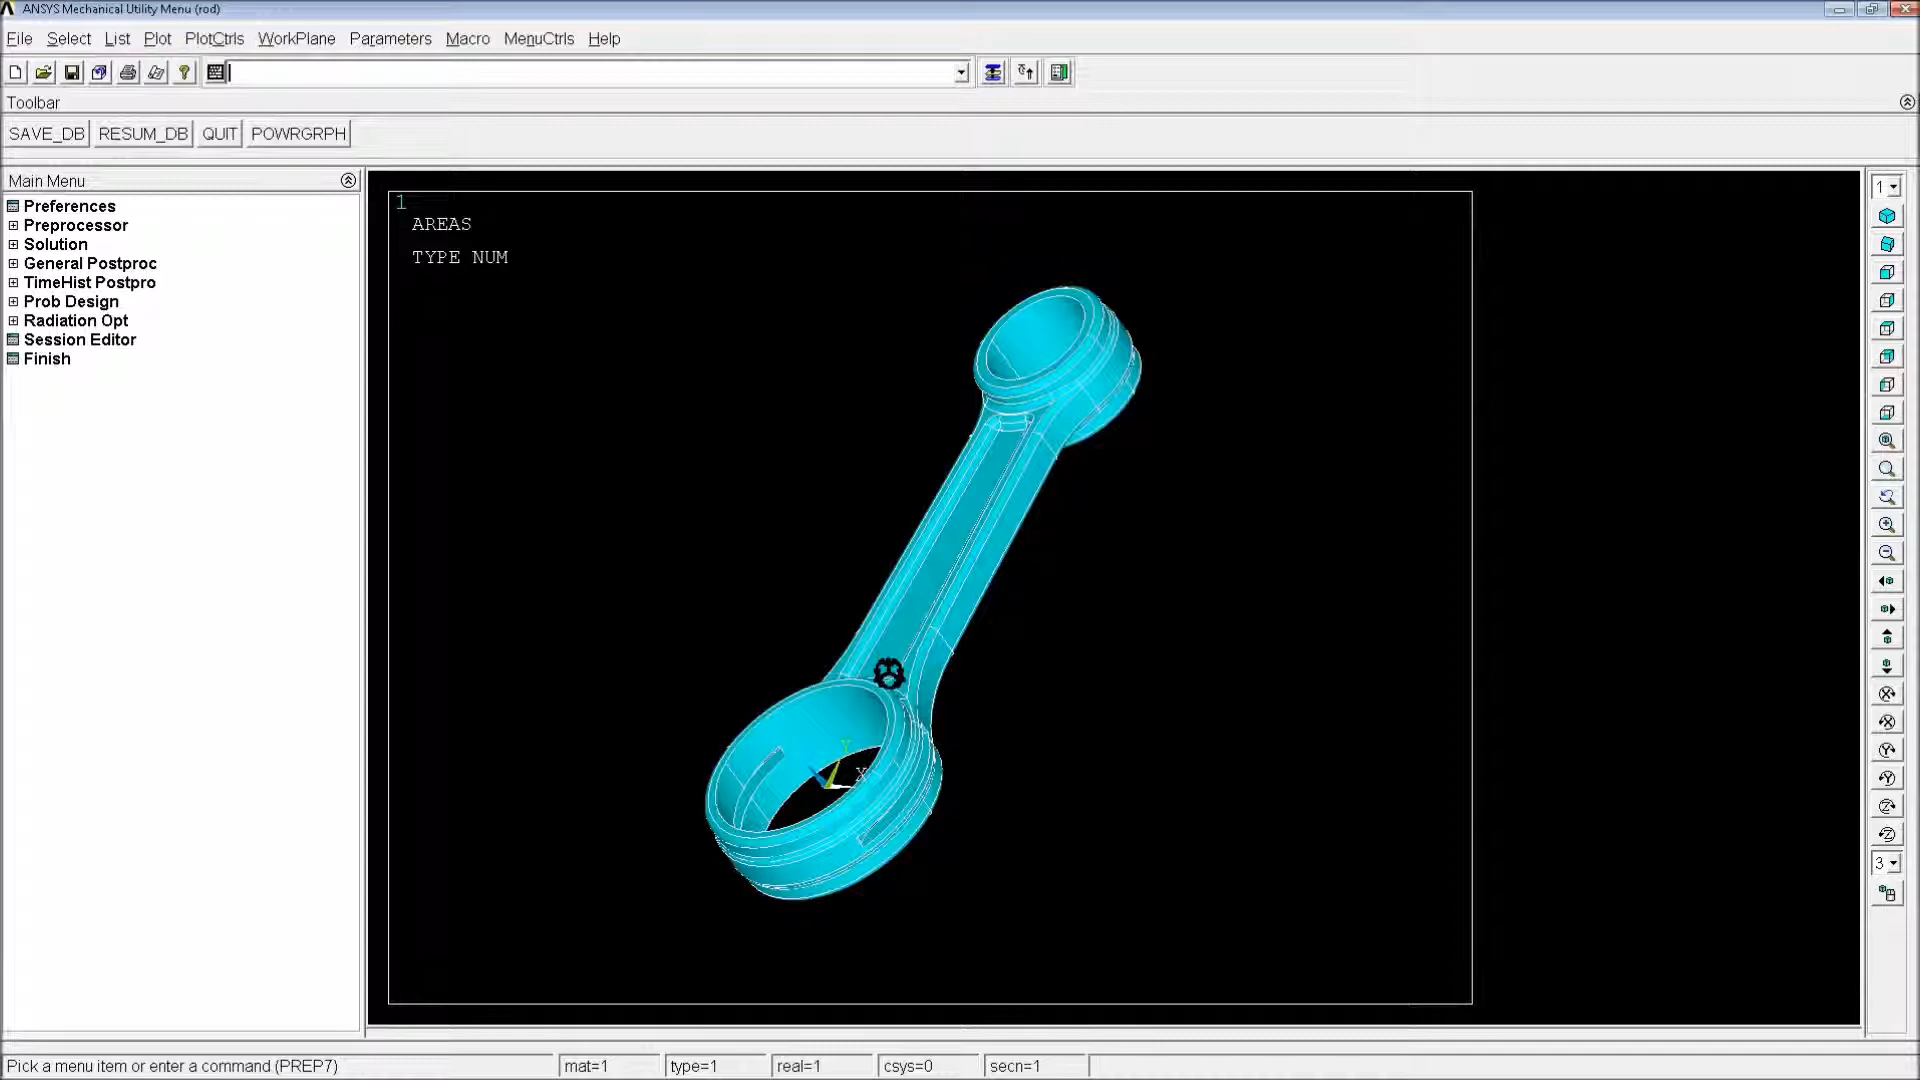 ANSYS Mechanical Utility Menu (rod)
File Select List Plot PlotCtrls WorkPlane Parameters Macro MenuCtrls Help
Toolbar
SAVE_DB RESUM_DB QUIT POWRGRPH
Main Menu
Preferences
Preprocessor
Solution
General Postproc
TimeHist Postpro
Prob Design
Radiation Opt
Session Editor
Finish
1
AREAS
TYPE NUM
Y
X
1
3
Pick a menu item or enter a command (PREP7) mat=1 type=1 real=1 csys=0 secn=1